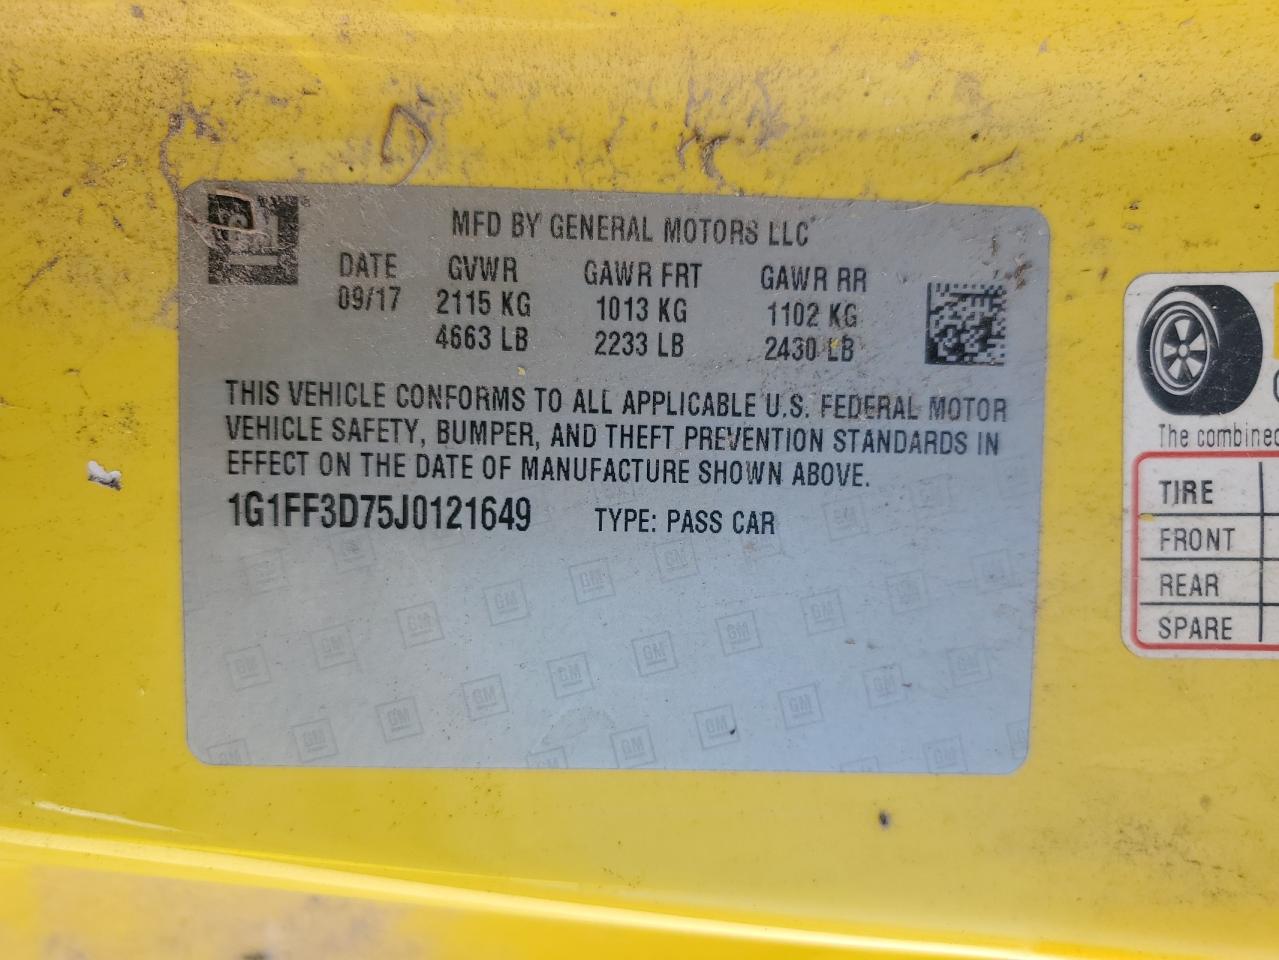 GM
MFD BY GENERAL MOTORS LLC
DATE GVWR GAWR FRT GAWR RR
09/17 2115 KG 1013 KG 1102 KG
4663 LB 2233 LB 2430 LB
THIS VEHICLE CONFORMS TO ALL APPLICABLE U.S. FEDERAL MOTOR
VEHICLE SAFETY, BUMPER, AND THEFT PREVENTION STANDARDS IN
EFFECT ON THE DATE OF MANUFACTURE SHOWN ABOVE.
1G1FF3D75J0121649 TYPE: PASS CAR
The combined
TIRE
FRONT
REAR
SPARE